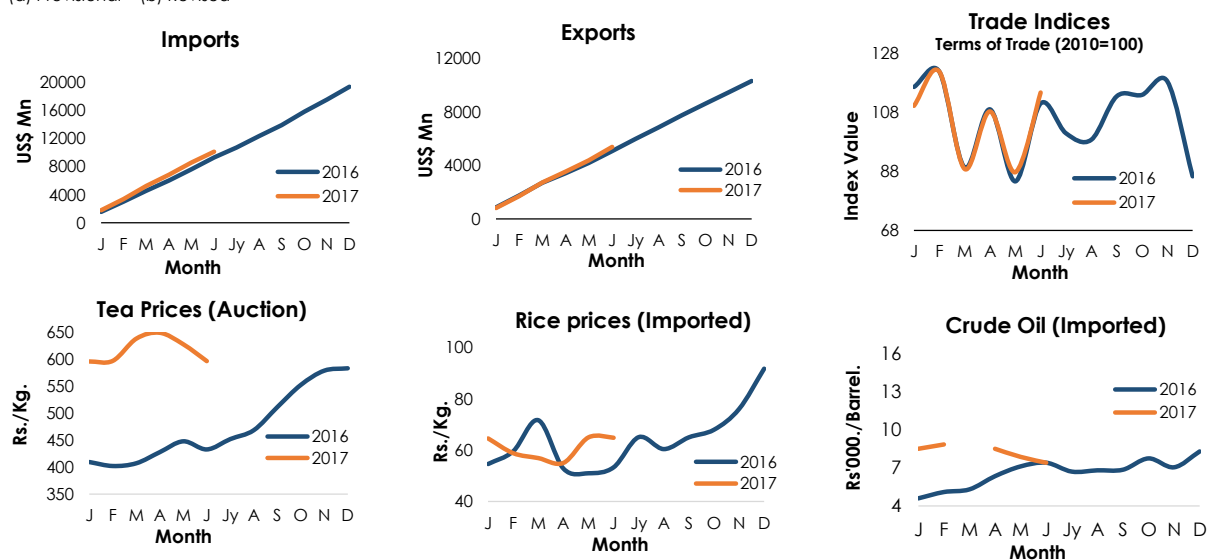 (a) Provisional (b) Revised
Imports
US$ Mn
20000
16000
12000
8000
4000
0
2016
2017
J F M A M J Jy A S O N D
Month
Exports
US$ Mn
12000
8000
4000
0
2016
2017
J F M A M J Jy A S O N D
Month
Trade Indices
Terms of Trade (2010=100)
Index Value
128
108
88
68
2016
2017
J F M A M J Jy A S O N D
Month
Tea Prices (Auction)
Rs./Kg.
650
600
550
500
450
400
350
2016
2017
J F M A M J Jy A S O N D
Month
Rice prices (Imported)
Rs./Kg.
100
80
60
40
2016
2017
J F M A M J Jy A S O N D
Month
Crude Oil (Imported)
Rs'000./Barrel.
16
13
10
7
4
2016
2017
J F M A M J Jy A S O N D
Month